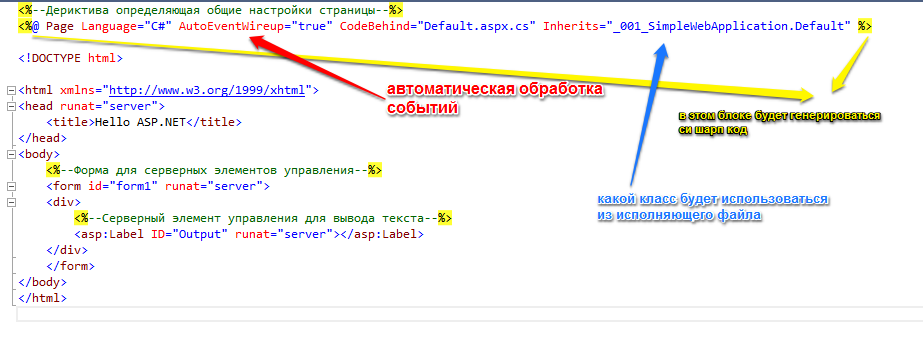 <%--Дериктива определяющая общие настройки страницы--%>
<%@ Page Language="C#" AutoEventWireup="true" CodeBehind="Default.aspx.cs" Inherits="_001_SimpleWebApplication.Default" %>
<!DOCTYPE html>
<html xmlns="http://www.w3.org/1999/xhtml">
<head runat="server">
<title>Hello ASP.NET</title>
</head>
<body>
<%--Форма для серверных элементов управления--%>
<form id="form1" runat="server">
<div>
<%--Серверный элемент управления для вывода текста--%>
<asp:Label ID="Output" runat="server"></asp:Label>
</div>
</form>
</body>
</html>
автоматическая обработка
событий
в этом блоке будет генерироваться
си шарп код
какой класс будет использоваться
из исполняющего файла